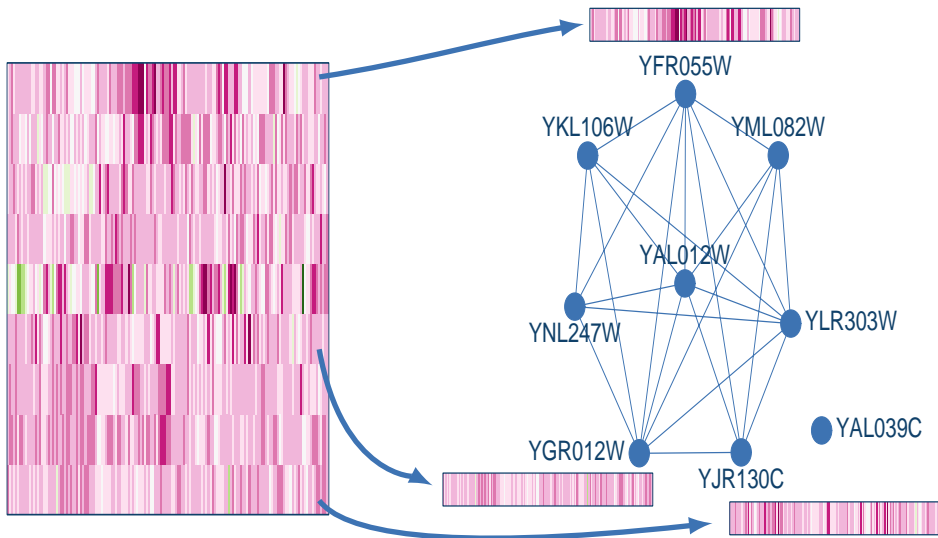 YFR055W
YKL106W
YML082W
YAL012W
YNL247W
YLR303W
YAL039C
YGR012W
YJR130C